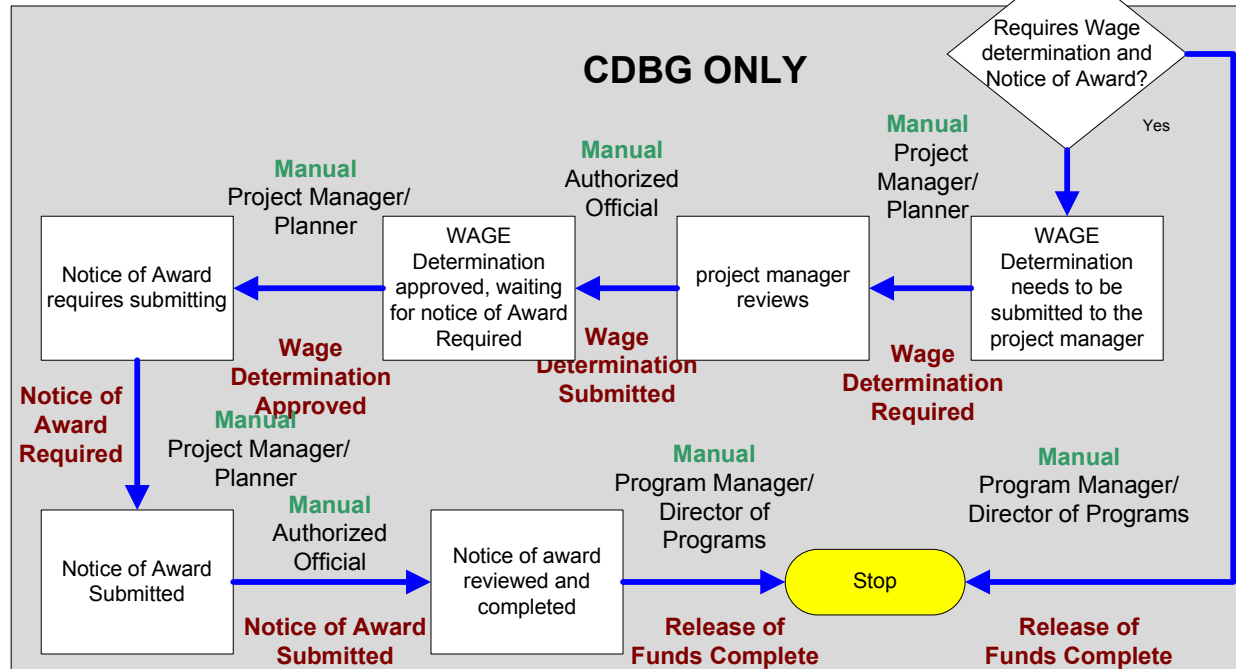 Requires Wage
determination and
Notice of Award?
CDBG ONLY
Yes
Manual
Project
Manager/
Planner
Manual
Authorized
Official
Manual
Project Manager/
Planner
WAGE
Determination
needs to be
submitted to the
project manager
project manager
reviews
WAGE
Determination
approved, waiting
for notice of Award
Required
Notice of Award
requires submitting
Wage
Determination
Required
Wage
Determination
Submitted
Wage
Determination
Approved
Notice of
Award
Required
Manual
Project Manager/
Planner
Notice of Award
Submitted
Manual
Authorized
Official
Notice of Award
Submitted
Notice of award
reviewed and
completed
Manual
Program Manager/
Director of
Programs
Release of
Funds Complete
Stop
Manual
Program Manager/
Director of Programs
Release of
Funds Complete